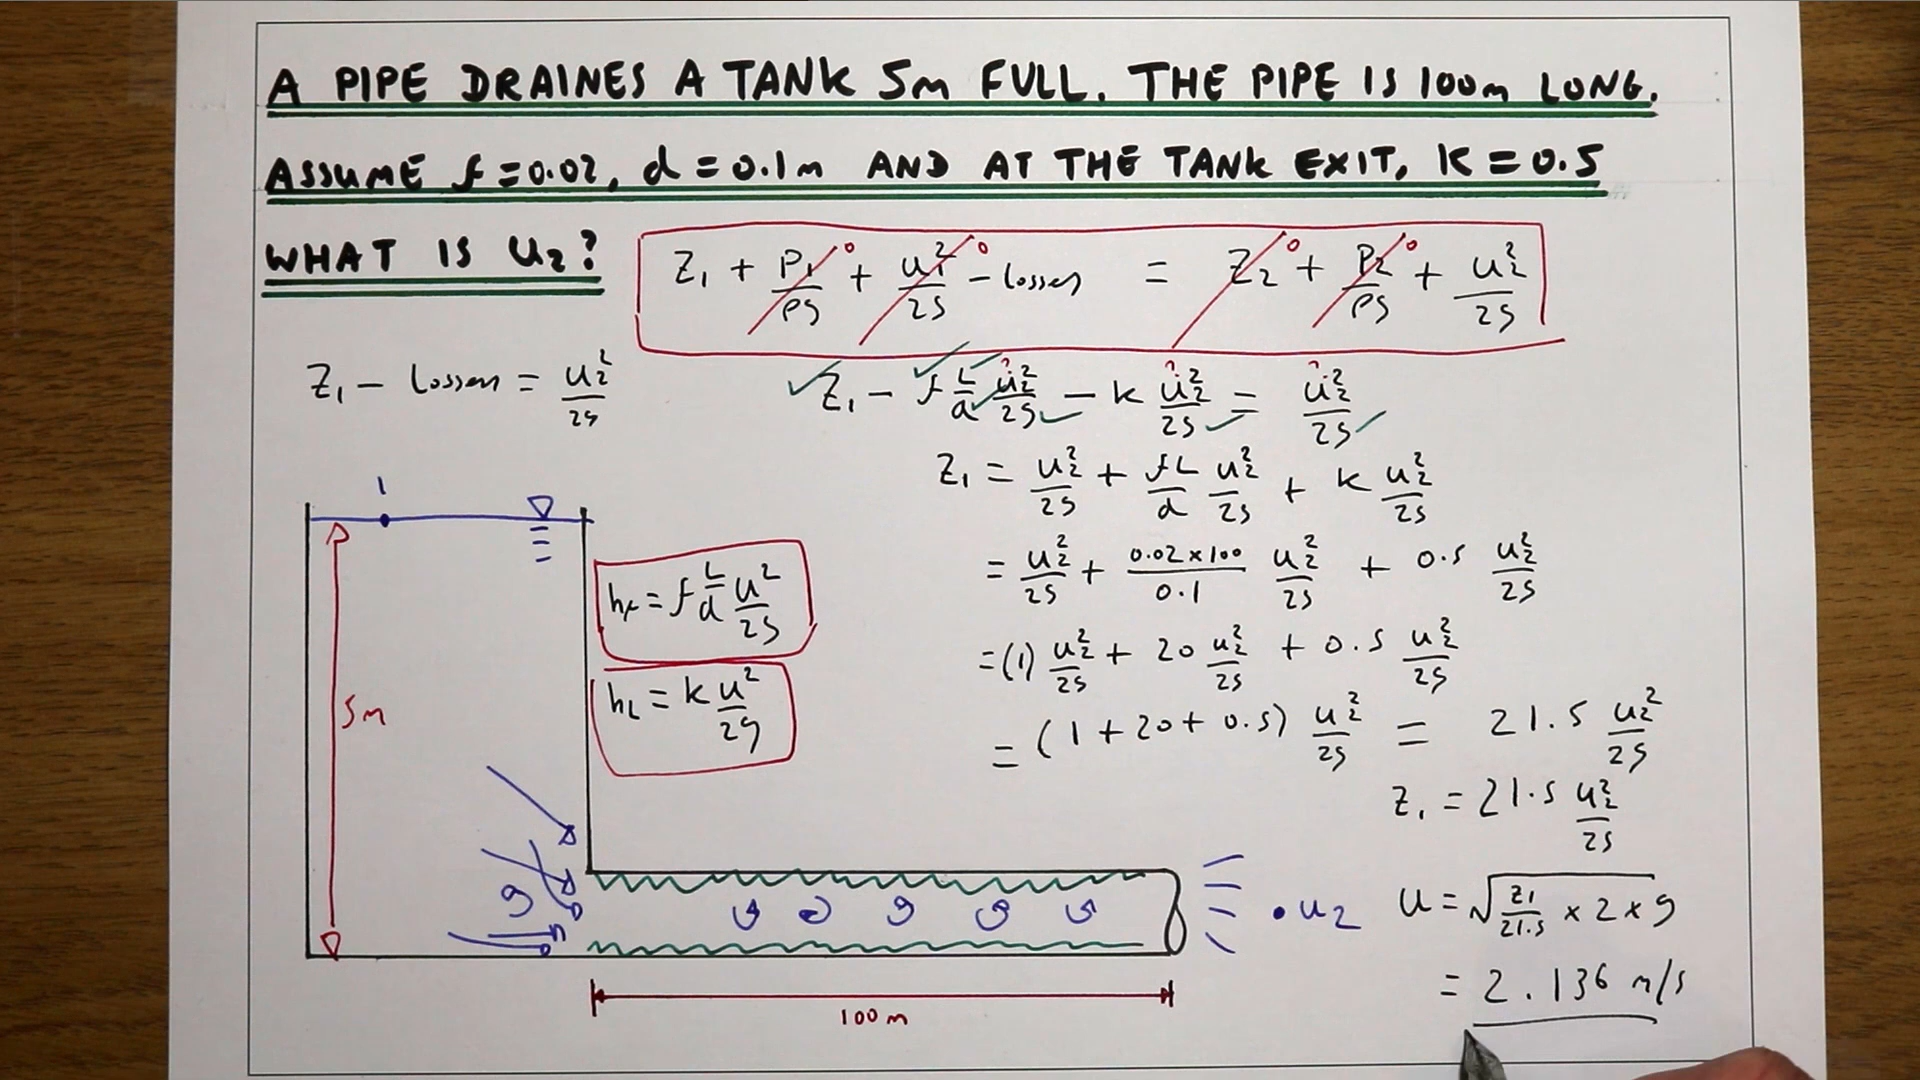 A PIPE DRAINES A TANK 5m FULL. THE PIPE IS 100m LONG.
ASSUME f=0.02, d=0.1m AND AT THE TANK EXIT, K=0.5
WHAT IS U₂?
Z₁ + P₁/ρg + u₁²/2g - losses = Z₂ + P₂/ρg + u₂²/2g
0 0 0 0
Z₁ - Losses = u₂²/2g
Z₁ - f L/d u₂²/2g - k u₂²/2g = u₂²/2g
? ? ?
Z₁ = u₂²/2g + fL/d u₂²/2g + k u₂²/2g
= u₂²/2g + 0.02×100/0.1 u₂²/2g + 0.5 u₂²/2g
= (1) u₂²/2g + 20 u₂²/2g + 0.5 u₂²/2g
= (1+20+0.5) u₂²/2g = 21.5 u₂²/2g
Z₁ = 21.5 u₂²/2g
u = √(Z₁/21.5 × 2 × g)
= 2.136 m/s
1
5m
hf = f L/d u²/2g
hL = k u²/2g
u₂
100m